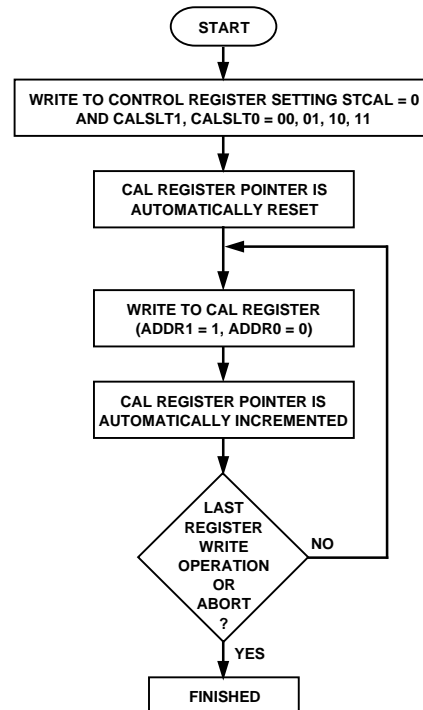 START
WRITE TO CONTROL REGISTER SETTING STCAL = 0
AND CALSLT1, CALSLT0 = 00, 01, 10, 11
CAL REGISTER POINTER IS
AUTOMATICALLY RESET
WRITE TO CAL REGISTER
(ADDR1 = 1, ADDR0 = 0)
CAL REGISTER POINTER IS
AUTOMATICALLY INCREMENTED
LAST
REGISTER
WRITE
OPERATION
OR
ABORT
?
NO
YES
FINISHED